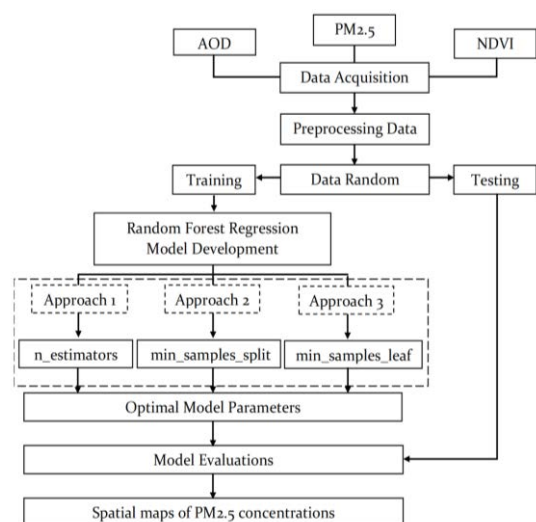 AOD
PM2.5
NDVI
Data Acquisition
Preprocessing Data
Training
Data Random
Testing
Random Forest Regression
Model Development
Approach 1
Approach 2
Approach 3
n_estimators
min_samples_split
min_samples_leaf
Optimal Model Parameters
Model Evaluations
Spatial maps of PM2.5 concentrations